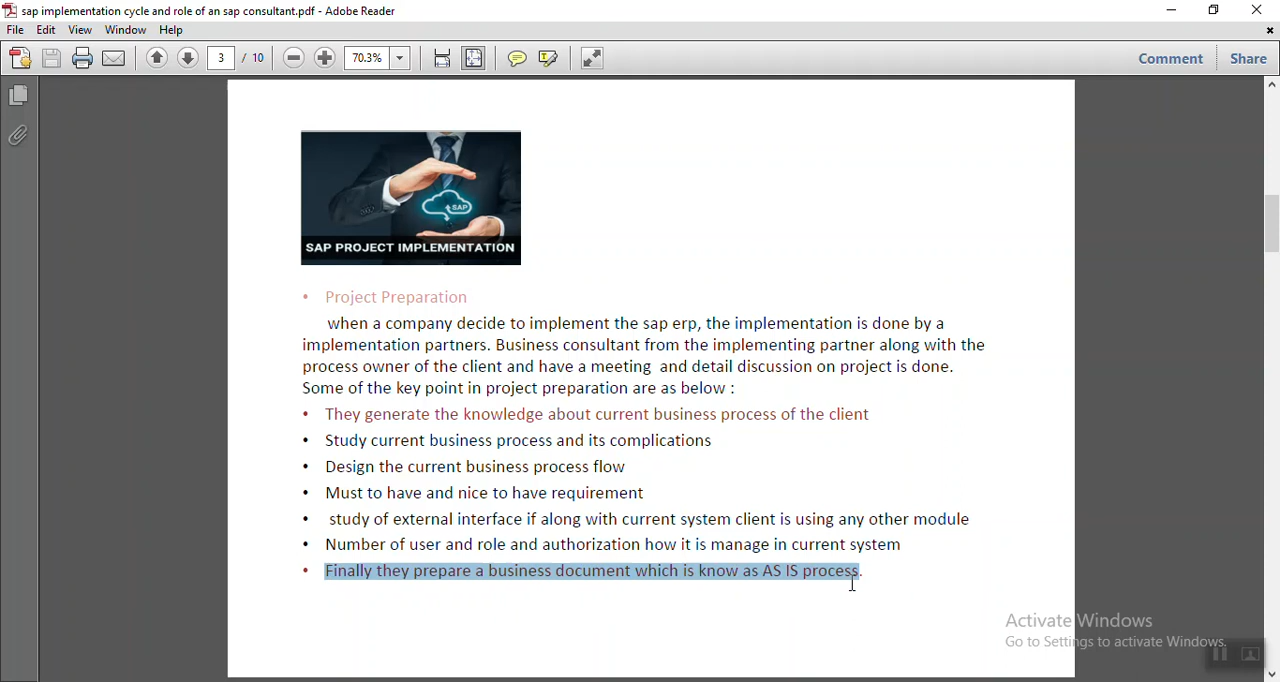 sap implementation cycle and role of an sap consultant.pdf - Adobe Reader
File Edit View Window Help
3 / 10 70.3% Comment Share
SAP
SAP PROJECT IMPLEMENTATION
• Project Preparation
when a company decide to implement the sap erp, the implementation is done by a
implementation partners. Business consultant from the implementing partner along with the
process owner of the client and have a meeting and detail discussion on project is done.
Some of the key point in project preparation are as below :
• They generate the knowledge about current business process of the client
• Study current business process and its complications
• Design the current business process flow
• Must to have and nice to have requirement
• study of external interface if along with current system client is using any other module
• Number of user and role and authorization how it is manage in current system
• Finally they prepare a business document which is know as AS IS process.
Activate Windows
Go to Settings to activate Windows.